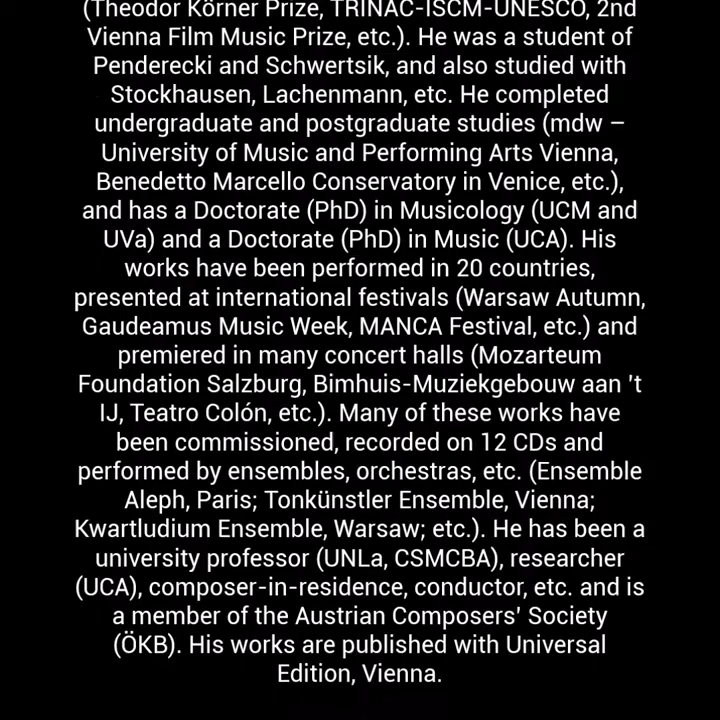 (Theodor Körner Prize, TRINAC-ISCM-UNESCO, 2nd
Vienna Film Music Prize, etc.). He was a student of
Penderecki and Schwertsik, and also studied with
Stockhausen, Lachenmann, etc. He completed
undergraduate and postgraduate studies (mdw –
University of Music and Performing Arts Vienna,
Benedetto Marcello Conservatory in Venice, etc.),
and has a Doctorate (PhD) in Musicology (UCM and
UVa) and a Doctorate (PhD) in Music (UCA). His
works have been performed in 20 countries,
presented at international festivals (Warsaw Autumn,
Gaudeamus Music Week, MANCA Festival, etc.) and
premiered in many concert halls (Mozarteum
Foundation Salzburg, Bimhuis-Muziekgebouw aan 't
IJ, Teatro Colón, etc.). Many of these works have
been commissioned, recorded on 12 CDs and
performed by ensembles, orchestras, etc. (Ensemble
Aleph, Paris; Tonkünstler Ensemble, Vienna;
Kwartludium Ensemble, Warsaw; etc.). He has been a
university professor (UNLa, CSMCBA), researcher
(UCA), composer-in-residence, conductor, etc. and is
a member of the Austrian Composers' Society
(ÖKB). His works are published with Universal
Edition, Vienna.